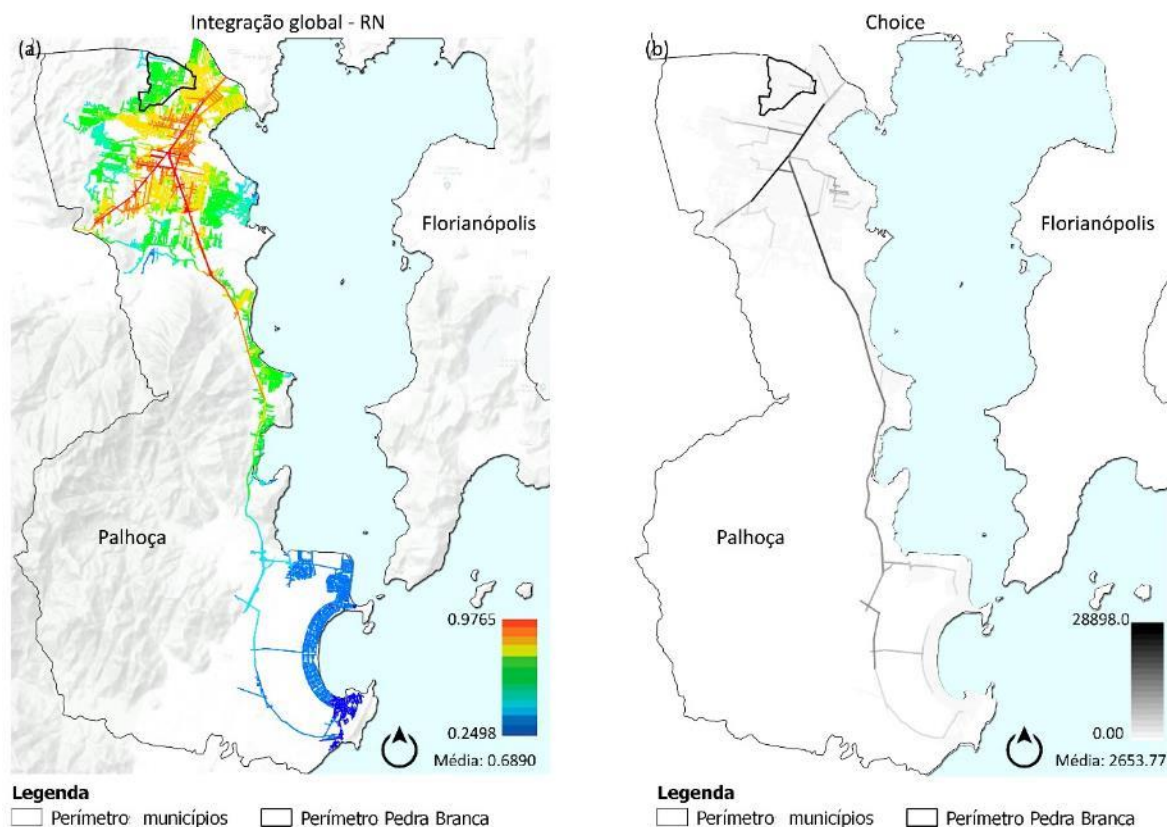 Integração global - RN
(a)
Florianópolis
Palhoça
0.9765
0.2498
Média: 0.6890
Legenda
Perímetro municípios
Perímetro Pedra Branca
Choice
(b)
Florianópolis
Palhoça
28898.0
0.00
Média: 2653.77
Legenda
Perímetro municípios
Perímetro Pedra Branca